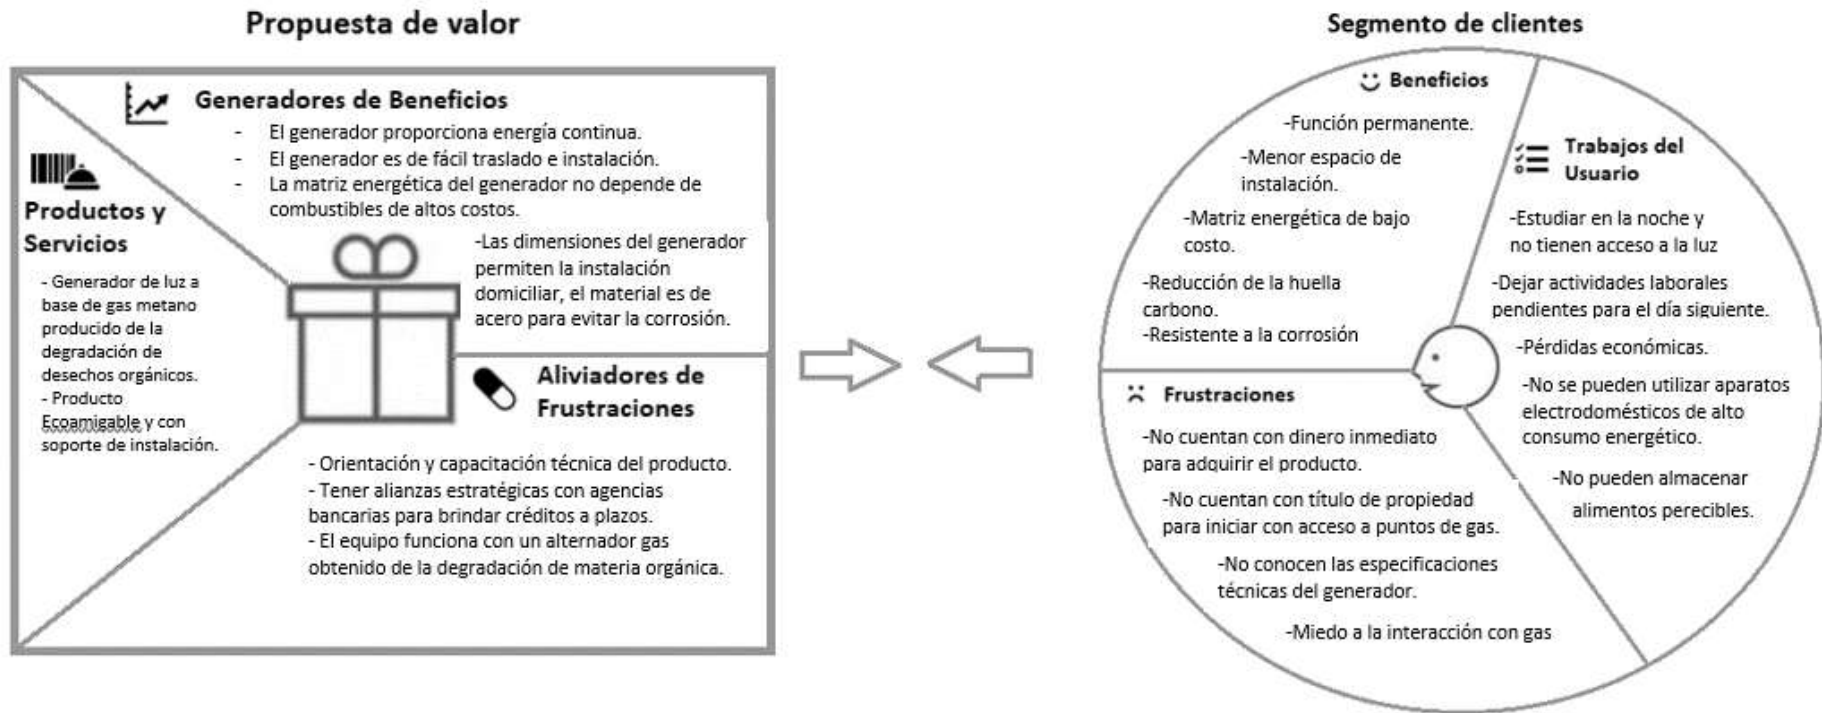 Propuesta de valor
Generadores de Beneficios
- El generador proporciona energía continua.
- El generador es de fácil traslado e instalación.
- La matriz energética del generador no depende de
combustibles de altos costos.
-Las dimensiones del generador
permiten la instalación
domiciliar, el material es de
acero para evitar la corrosión.
Productos y
Servicios
- Generador de luz a
base de gas metano
producido de la
degradación de
desechos orgánicos.
- Producto
Ecoamigable y con
soporte de instalación.
Aliviadores de
Frustraciones
- Orientación y capacitación técnica del producto.
- Tener alianzas estratégicas con agencias
bancarias para brindar créditos a plazos.
- El equipo funciona con un alternador gas
obtenido de la degradación de materia orgánica.
Segmento de clientes
Beneficios
-Función permanente.
-Menor espacio de
instalación.
-Matriz energética de bajo
costo.
-Reducción de la huella
carbono.
-Resistente a la corrosión
Trabajos del
Usuario
-Estudiar en la noche y
no tienen acceso a la luz
-Dejar actividades laborales
pendientes para el día siguiente.
-Pérdidas económicas.
-No se pueden utilizar aparatos
electrodomésticos de alto
consumo energético.
-No pueden almacenar
alimentos perecibles.
Frustraciones
-No cuentan con dinero inmediato
para adquirir el producto.
-No cuentan con título de propiedad
para iniciar con acceso a puntos de gas.
-No conocen las especificaciones
técnicas del generador.
-Miedo a la interacción con gas